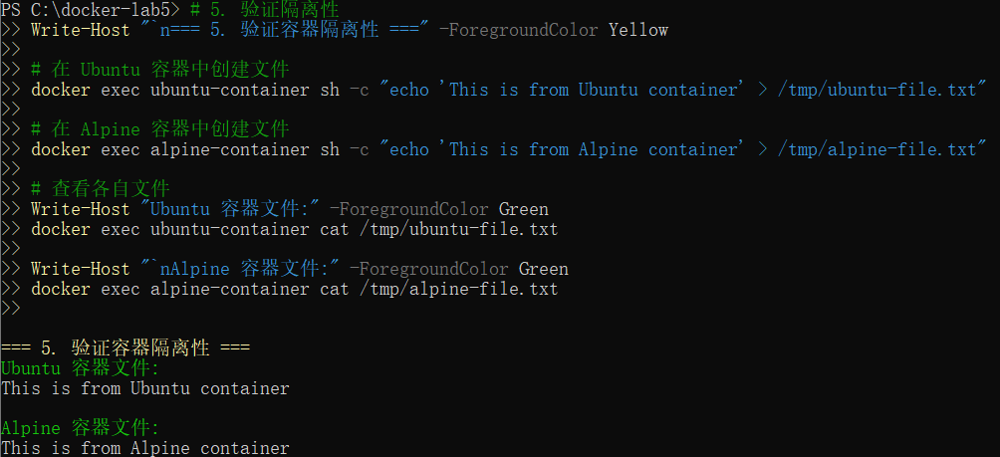 PS C:\docker-lab5> # 5. 验证隔离性
>> Write-Host "`n=== 5. 验证容器隔离性 ===" -ForegroundColor Yellow
>>
>> # 在 Ubuntu 容器中创建文件
>> docker exec ubuntu-container sh -c "echo 'This is from Ubuntu container' > /tmp/ubuntu-file.txt"
>>
>> # 在 Alpine 容器中创建文件
>> docker exec alpine-container sh -c "echo 'This is from Alpine container' > /tmp/alpine-file.txt"
>>
>> # 查看各自文件
>> Write-Host "Ubuntu 容器文件:" -ForegroundColor Green
>> docker exec ubuntu-container cat /tmp/ubuntu-file.txt
>>
>> Write-Host "`nAlpine 容器文件:" -ForegroundColor Green
>> docker exec alpine-container cat /tmp/alpine-file.txt
>>

=== 5. 验证容器隔离性 ===
Ubuntu 容器文件:
This is from Ubuntu container

Alpine 容器文件:
This is from Alpine container